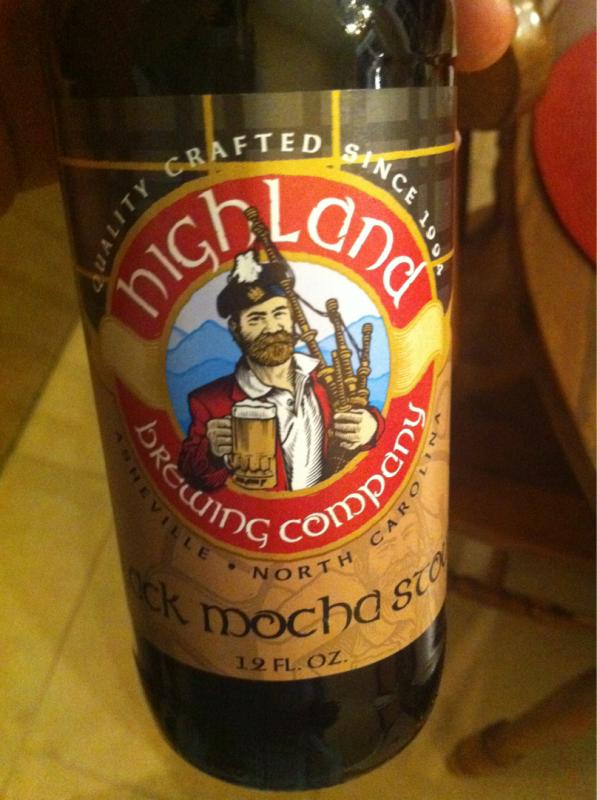 QUALITY CRAFTED SINCE 1994
highland
brewing company
ASHEVILLE • NORTH CAROLINA
mocha
12 FL. OZ.